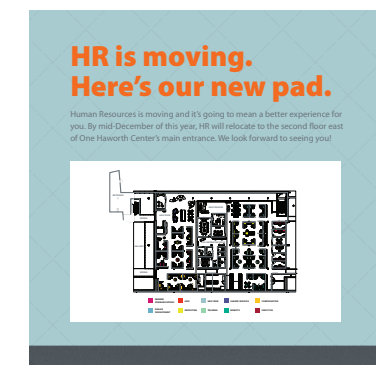 HR is moving.
Here's our new pad.
Human Resources is moving and it's going to mean a better experience for
you. By mid-December of this year, HR will relocate to the second floor east
of One Haworth Center's main entrance. We look forward to seeing you!